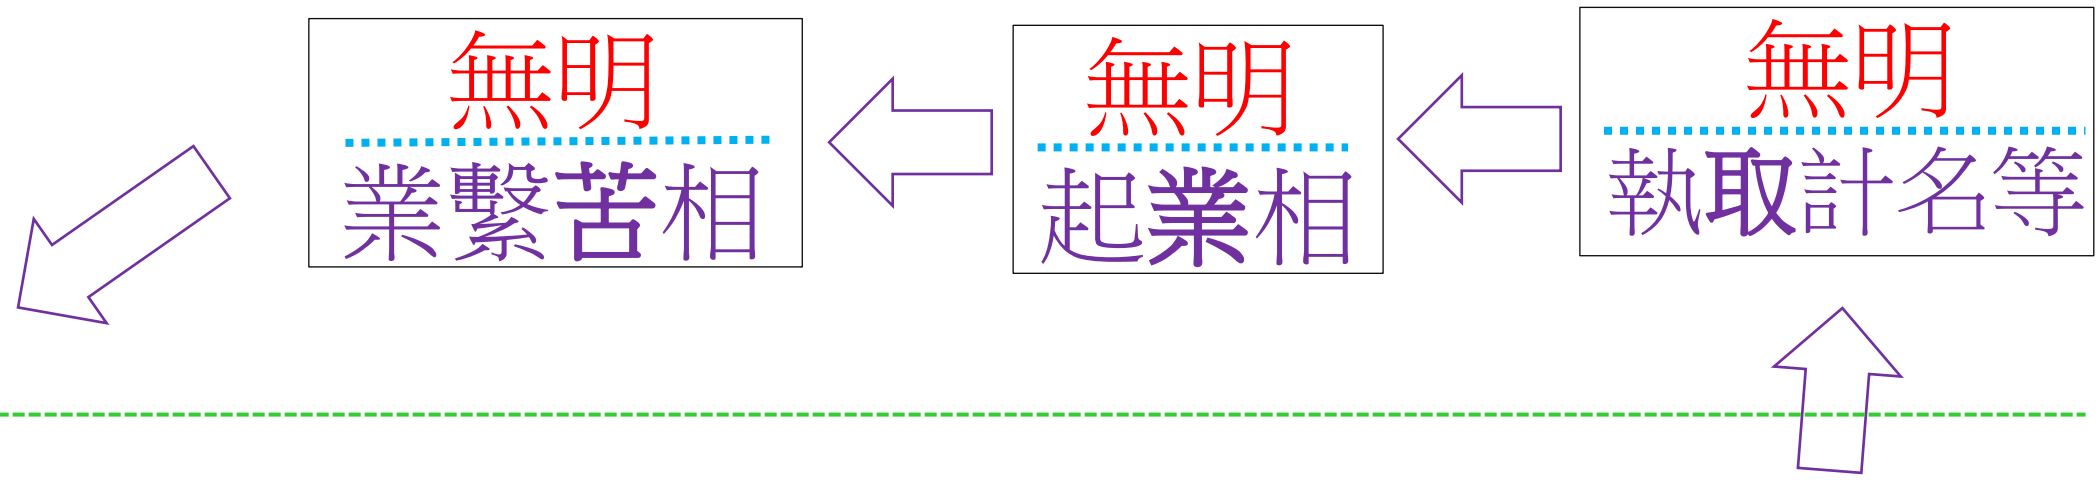 無明
業繫苦相
無明
起業相
無明
執取計名等